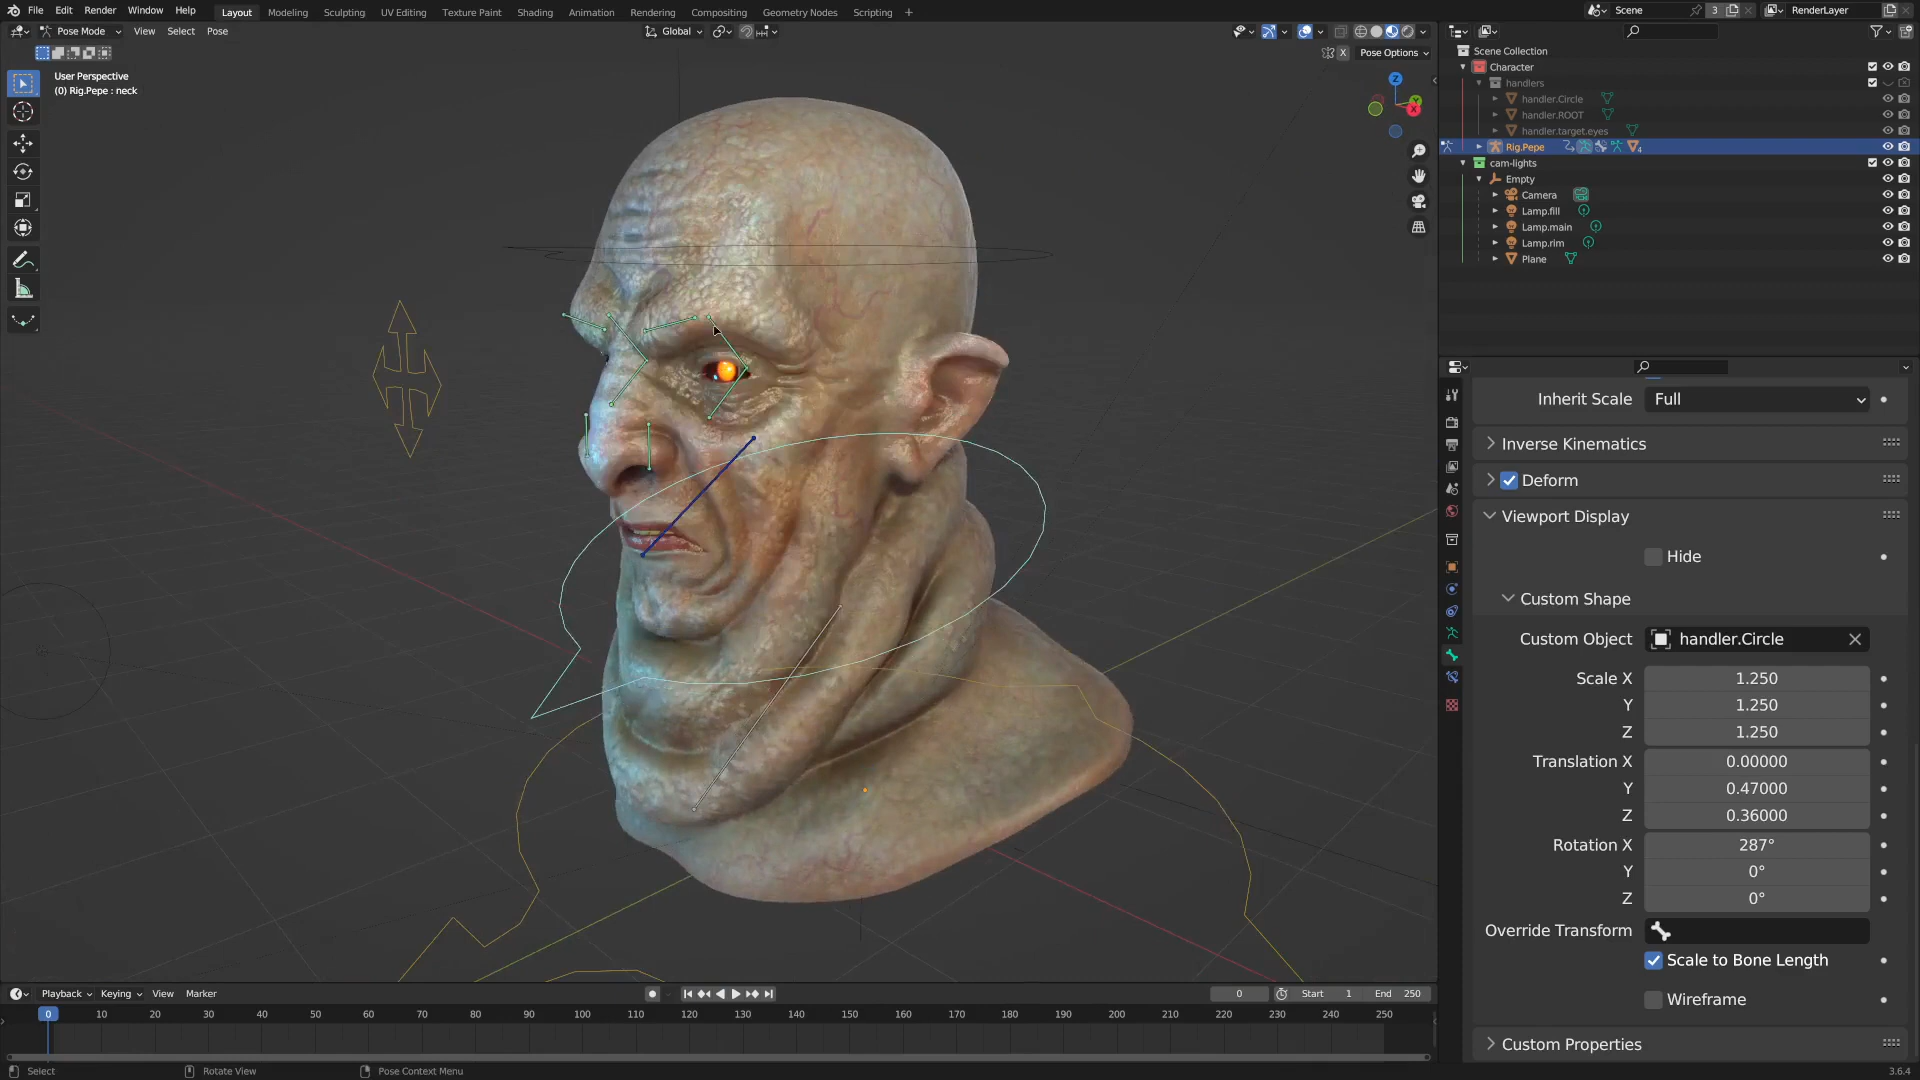 File Edit Render Window Help
Layout Modeling Sculpting UV Editing Texture Paint Shading Animation Rendering Compositing Geometry Nodes Scripting +
Scene 3 RenderLayer
Pose Mode View Select Pose
Global
X Pose Options
User Perspective
(0) Rig.Pepe : neck
Z
Y
X
Scene Collection
Character
handlers
handler.Circle
handler.ROOT
handler.target.eyes
Rig.Pepe 4
cam-lights
Empty
Camera
Lamp.fill
Lamp.main
Lamp.rim
Plane
Inherit Scale Full
Inverse Kinematics
Deform
Viewport Display
Hide
Custom Shape
Custom Object handler.Circle
Scale X 1.250
Y 1.250
Z 1.250
Translation X 0.00000
Y 0.47000
Z 0.36000
Rotation X 287°
Y 0°
Z 0°
Override Transform
Scale to Bone Length
Wireframe
Custom Properties
Playback Keying View Marker
0 Start 1 End 250
0 10 20 30 40 50 60 70 80 90 100 110 120 130 140 150 160 170 180 190 200 210 220 230 240 250
Select Rotate View Pose Context Menu
3.6.4